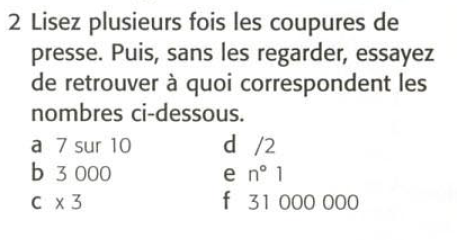 2 Lisez plusieurs fois les coupures de
presse. Puis, sans les regarder, essayez
de retrouver à quoi correspondent les
nombres ci-dessous.
a 7 sur 10 d /2
b 3 000 e n° 1
c x 3 f 31 000 000